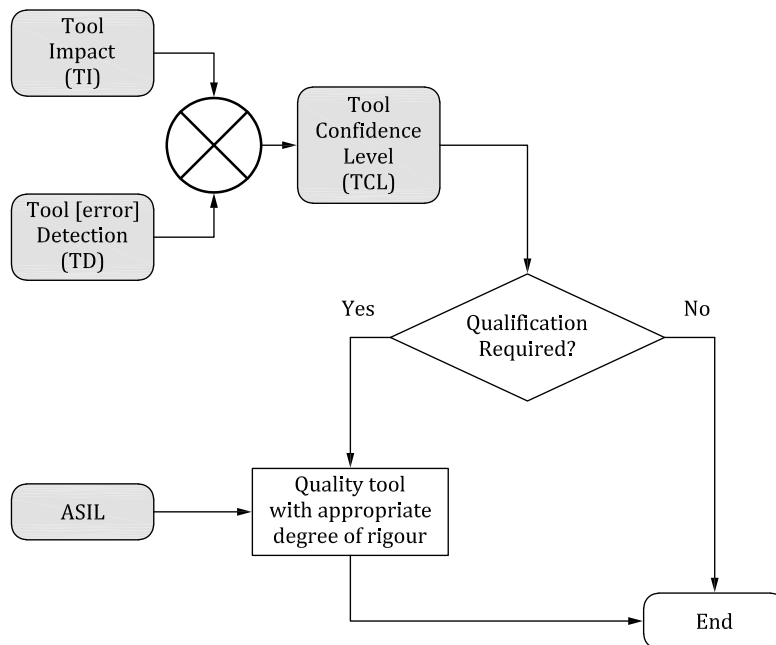 Tool
Impact
(TI)
Tool
Confidence
Level
(TCL)
Tool [error]
Detection
(TD)
Yes
No
Qualification
Required?
ASIL
Quality tool
with appropriate
degree of rigour
End